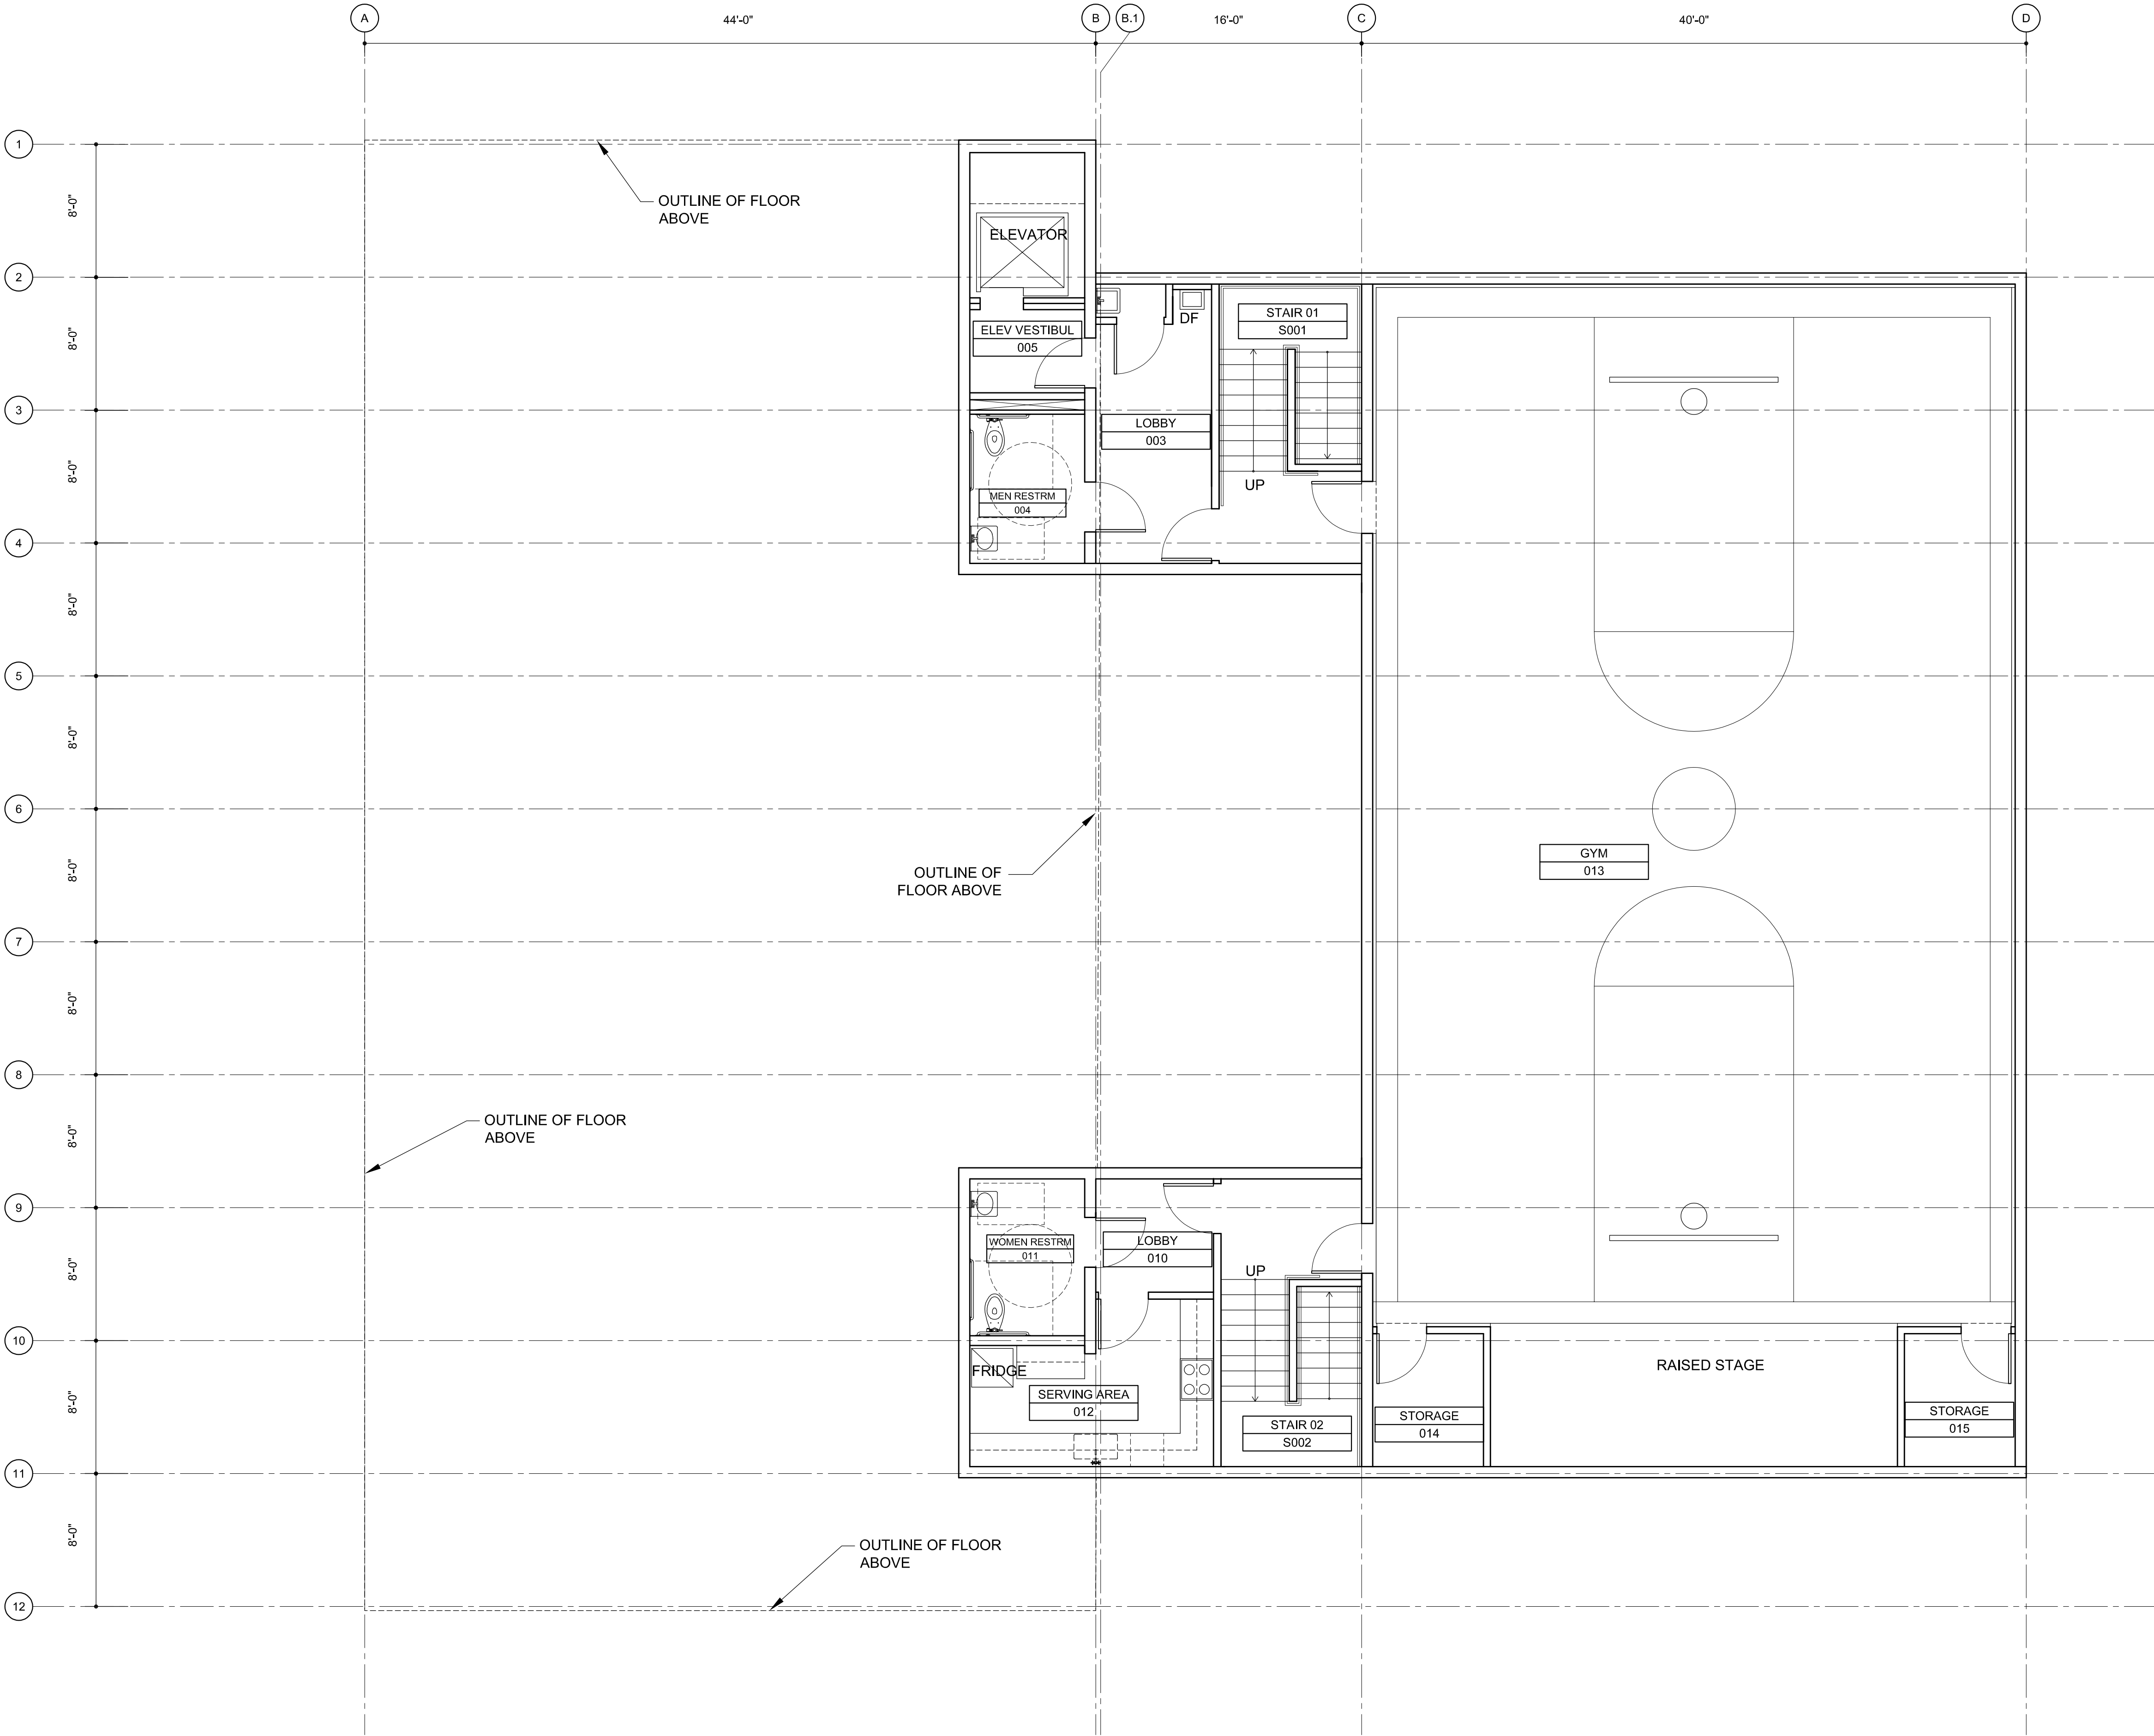 A
44'-0"
B
B.1
16'-0"
C
40'-0"
D
1
8'-0"
OUTLINE OF FLOOR
ABOVE
ELEVATOR
2
8'-0"
ELEV VESTIBUL
005
DF
STAIR 01
S001
3
LOBBY
003
8'-0"
MEN RESTRM
004
UP
4
8'-0"
5
8'-0"
6
8'-0"
OUTLINE OF
FLOOR ABOVE
GYM
013
7
8'-0"
8
8'-0"
OUTLINE OF FLOOR
ABOVE
9
8'-0"
WOMEN RESTRM
011
LOBBY
010
UP
10
8'-0"
FRIDGE
SERVING AREA
012
STAIR 02
S002
STORAGE
014
RAISED STAGE
STORAGE
015
11
8'-0"
OUTLINE OF FLOOR
ABOVE
12